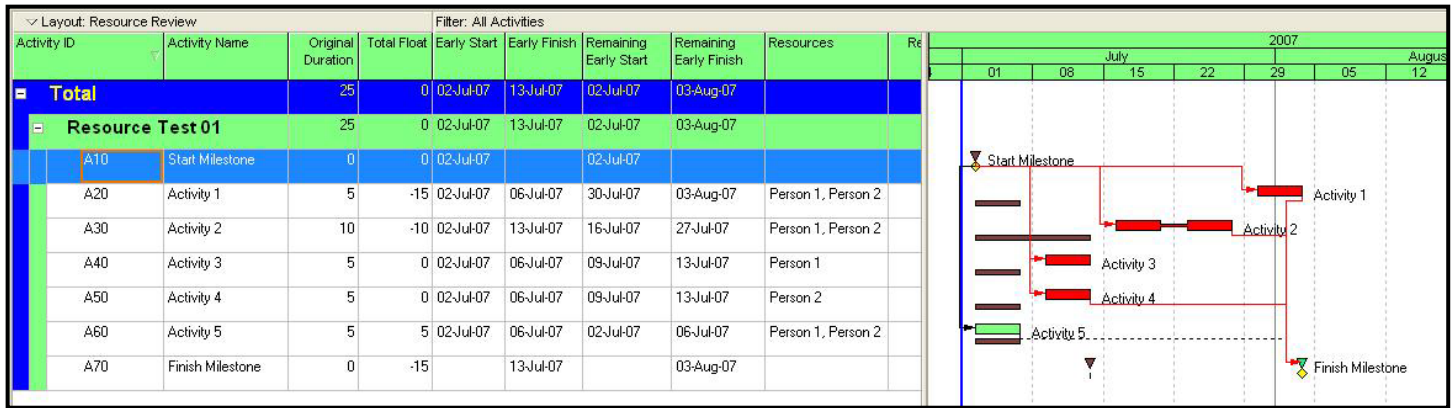 Layout: Resource Review Filter: All Activities
Activity ID Activity Name Original Duration Total Float Early Start Early Finish Remaining Early Start Remaining Early Finish Resources Re 2007
July Augus
01 08 15 22 29 05 12
Total 25 0 02-Jul-07 13-Jul-07 02-Jul-07 03-Aug-07
Resource Test 01 25 0 02-Jul-07 13-Jul-07 02-Jul-07 03-Aug-07
A10 Start Milestone 0 0 02-Jul-07 02-Jul-07 Start Milestone
A20 Activity 1 5 -15 02-Jul-07 06-Jul-07 30-Jul-07 03-Aug-07 Person 1, Person 2 Activity 1
A30 Activity 2 10 -10 02-Jul-07 13-Jul-07 16-Jul-07 27-Jul-07 Person 1, Person 2 Activity 2
A40 Activity 3 5 0 02-Jul-07 06-Jul-07 09-Jul-07 13-Jul-07 Person 1 Activity 3
A50 Activity 4 5 0 02-Jul-07 06-Jul-07 09-Jul-07 13-Jul-07 Person 2 Activity 4
A60 Activity 5 5 5 02-Jul-07 06-Jul-07 02-Jul-07 06-Jul-07 Person 1, Person 2 Activity 5
A70 Finish Milestone 0 -15 13-Jul-07 03-Aug-07 Finish Milestone